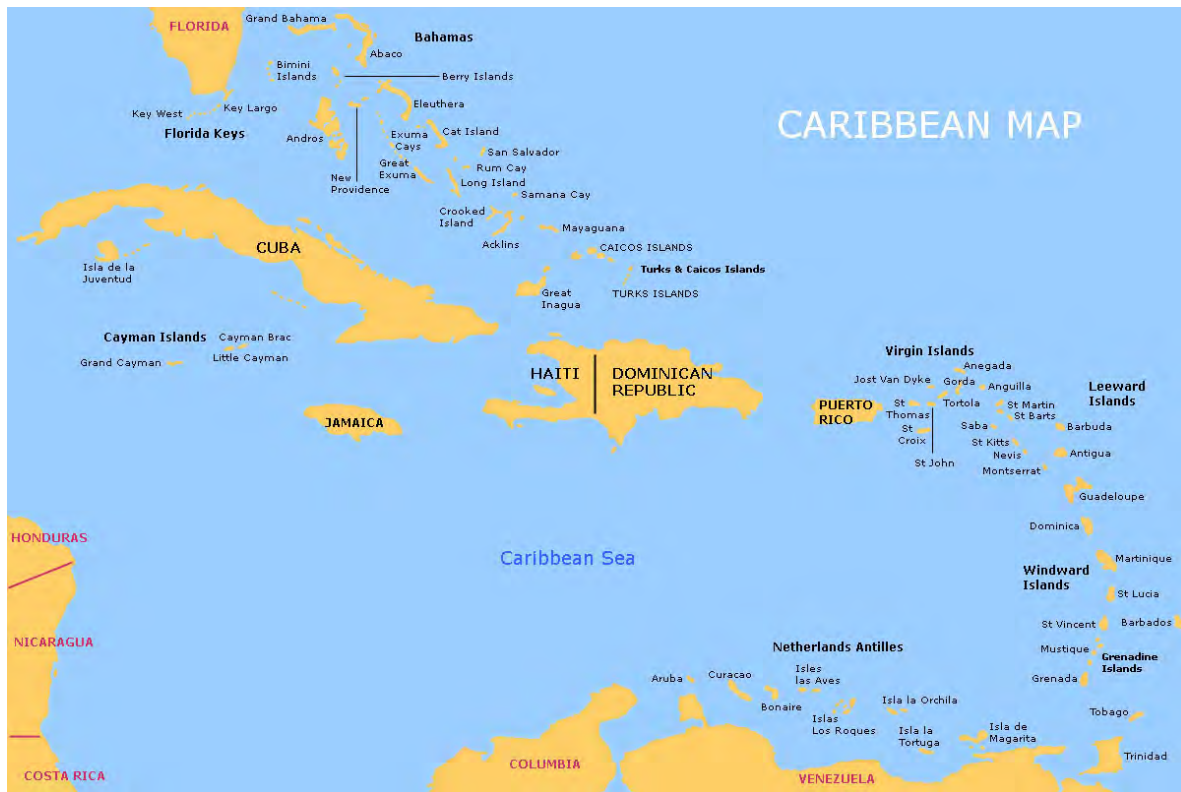 FLORIDA
Grand Bahama
Bahamas
Abaco
Bimini
Islands
Berry Islands
Key West
Key Largo
Florida Keys
Eleuthera
CARIBBEAN MAP
Andros
Exuma
Cays
Cat Island
San Salvador
Great
Exuma
Rum Cay
New
Providence
Long Island
Samana Cay
Crooked
Island
Acklins
Mayaguana
CUBA
Isla de la
Juventud
CAICOS ISLANDS
Turks & Caicos Islands
TURKS ISLANDS
Great
Inagua
Cayman Islands
Cayman Brac
Grand Cayman
Little Cayman
HAITI
DOMINICAN
REPUBLIC
JAMAICA
PUERTO
RICO
Virgin Islands
Anegada
Jost Van Dyke
Gorda
Anguilla
Leeward
Islands
St
Thomas
Tortola
St Martin
St Barts
St
Croix
Saba
Barbuda
St Kitts
Nevis
Antigua
St John
Montserrat
Guadeloupe
Dominica
HONDURAS
Caribbean Sea
Martinique
Windward
Islands
St Lucia
St Vincent
Barbados
NICARAGUA
Netherlands Antilles
Mustique
Grenadine
Islands
Aruba
Curacao
Isles
las Aves
Grenada
Bonaire
Isla la Orchila
Islas
Los Roques
Isla la
Tortuga
Isla de
Magarita
Tobago
Trinidad
COSTA RICA
COLUMBIA
VENEZUELA